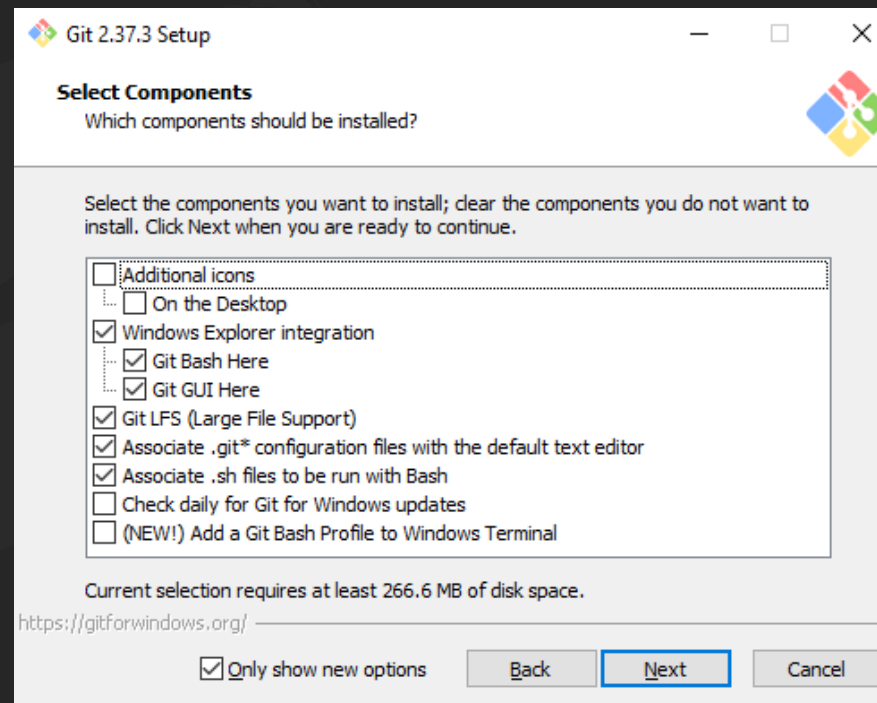 Git 2.37.3 Setup
Select Components
Which components should be installed?
Select the components you want to install; clear the components you do not want to
install. Click Next when you are ready to continue.
Additional icons
On the Desktop
Windows Explorer integration
Git Bash Here
Git GUI Here
Git LFS (Large File Support)
Associate .git* configuration files with the default text editor
Associate .sh files to be run with Bash
Check daily for Git for Windows updates
(NEW!) Add a Git Bash Profile to Windows Terminal
Current selection requires at least 266.6 MB of disk space.
https://gitforwindows.org/
Only show new options Back Next Cancel